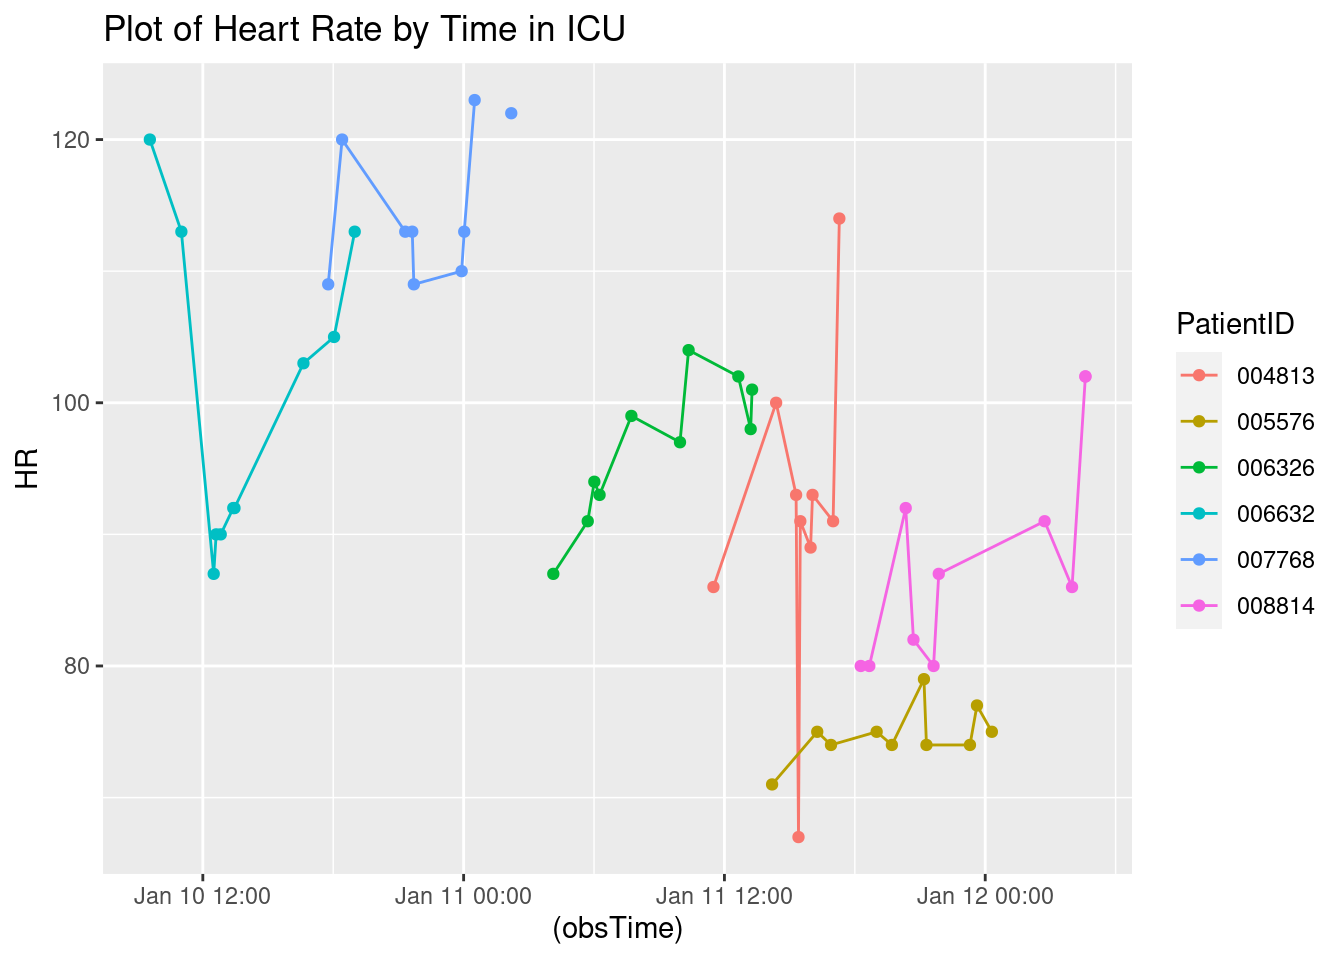 Plot of Heart Rate by Time in ICU
120
100
80
HR
Jan 10 12:00
Jan 11 00:00
Jan 11 12:00
Jan 12 00:00
(obsTime)
PatientID
004813
005576
006326
006632
007768
008814